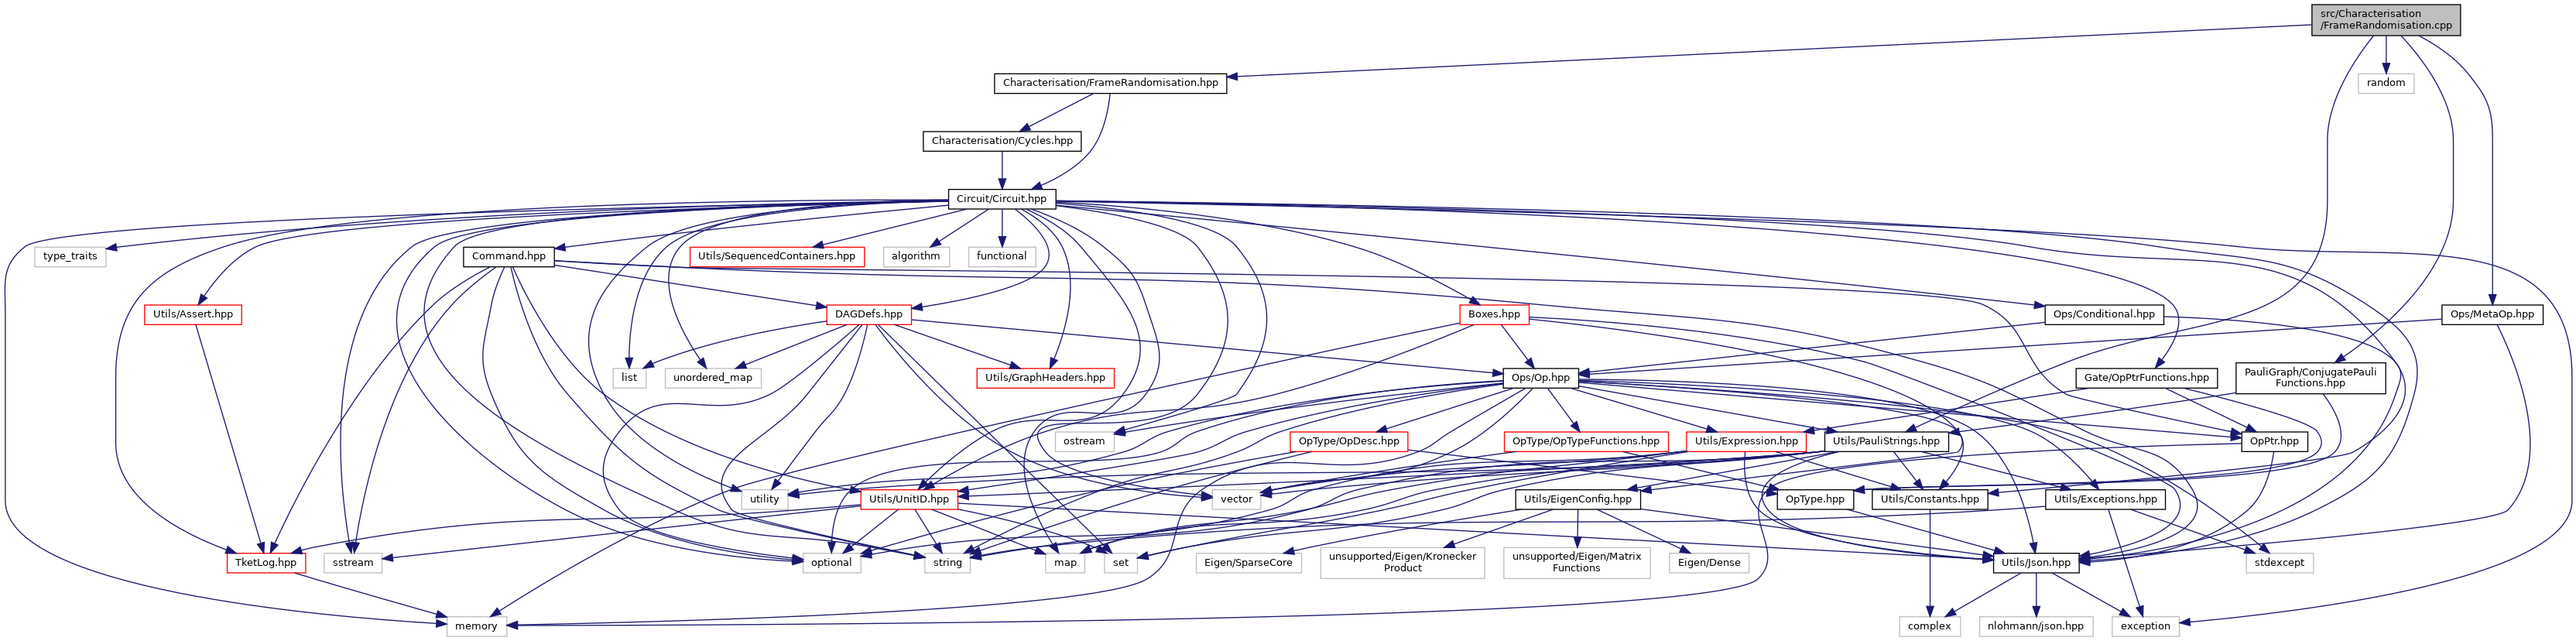 src/Characterisation
/FrameRandomisation.cpp
Characterisation/FrameRandomisation.hpp
random
Characterisation/Cycles.hpp
Circuit/Circuit.hpp
type_traits
Command.hpp
Utils/SequencedContainers.hpp
algorithm
functional
Utils/Assert.hpp
DAGDefs.hpp
Boxes.hpp
Ops/Conditional.hpp
Ops/MetaOp.hpp
list
unordered_map
Utils/GraphHeaders.hpp
Ops/Op.hpp
Gate/OpPtrFunctions.hpp
PauliGraph/ConjugatePauli
Functions.hpp
ostream
OpType/OpDesc.hpp
OpType/OpTypeFunctions.hpp
Utils/Expression.hpp
Utils/PauliStrings.hpp
OpPtr.hpp
utility
Utils/UnitID.hpp
vector
Utils/EigenConfig.hpp
OpType.hpp
Utils/Constants.hpp
Utils/Exceptions.hpp
TketLog.hpp
sstream
optional
string
map
set
Eigen/SparseCore
unsupported/Eigen/Kronecker
Product
unsupported/Eigen/Matrix
Functions
Eigen/Dense
Utils/Json.hpp
stdexcept
memory
complex
nlohmann/json.hpp
exception